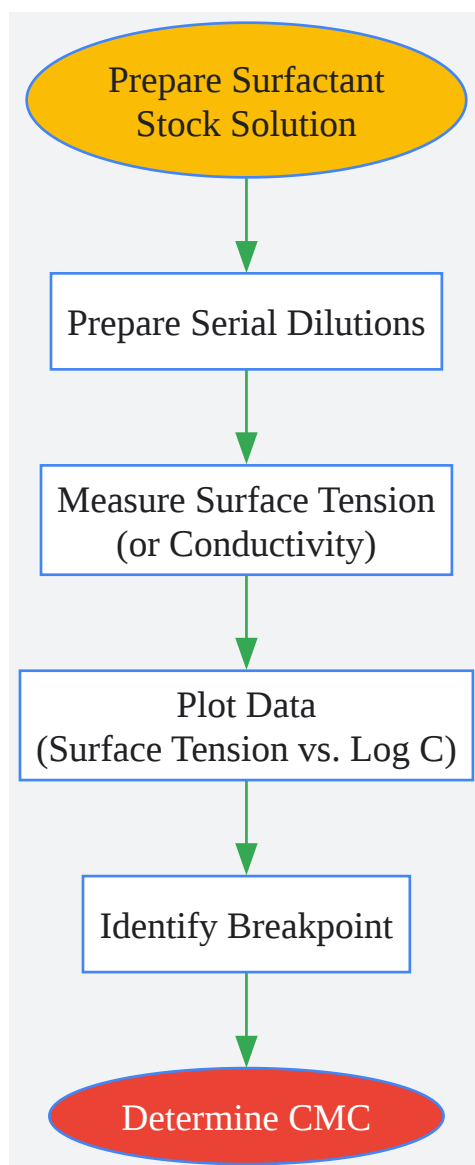 Prepare Surfactant
Stock Solution
Prepare Serial Dilutions
Measure Surface Tension
(or Conductivity)
Plot Data
(Surface Tension vs. Log C)
Identify Breakpoint
Determine CMC